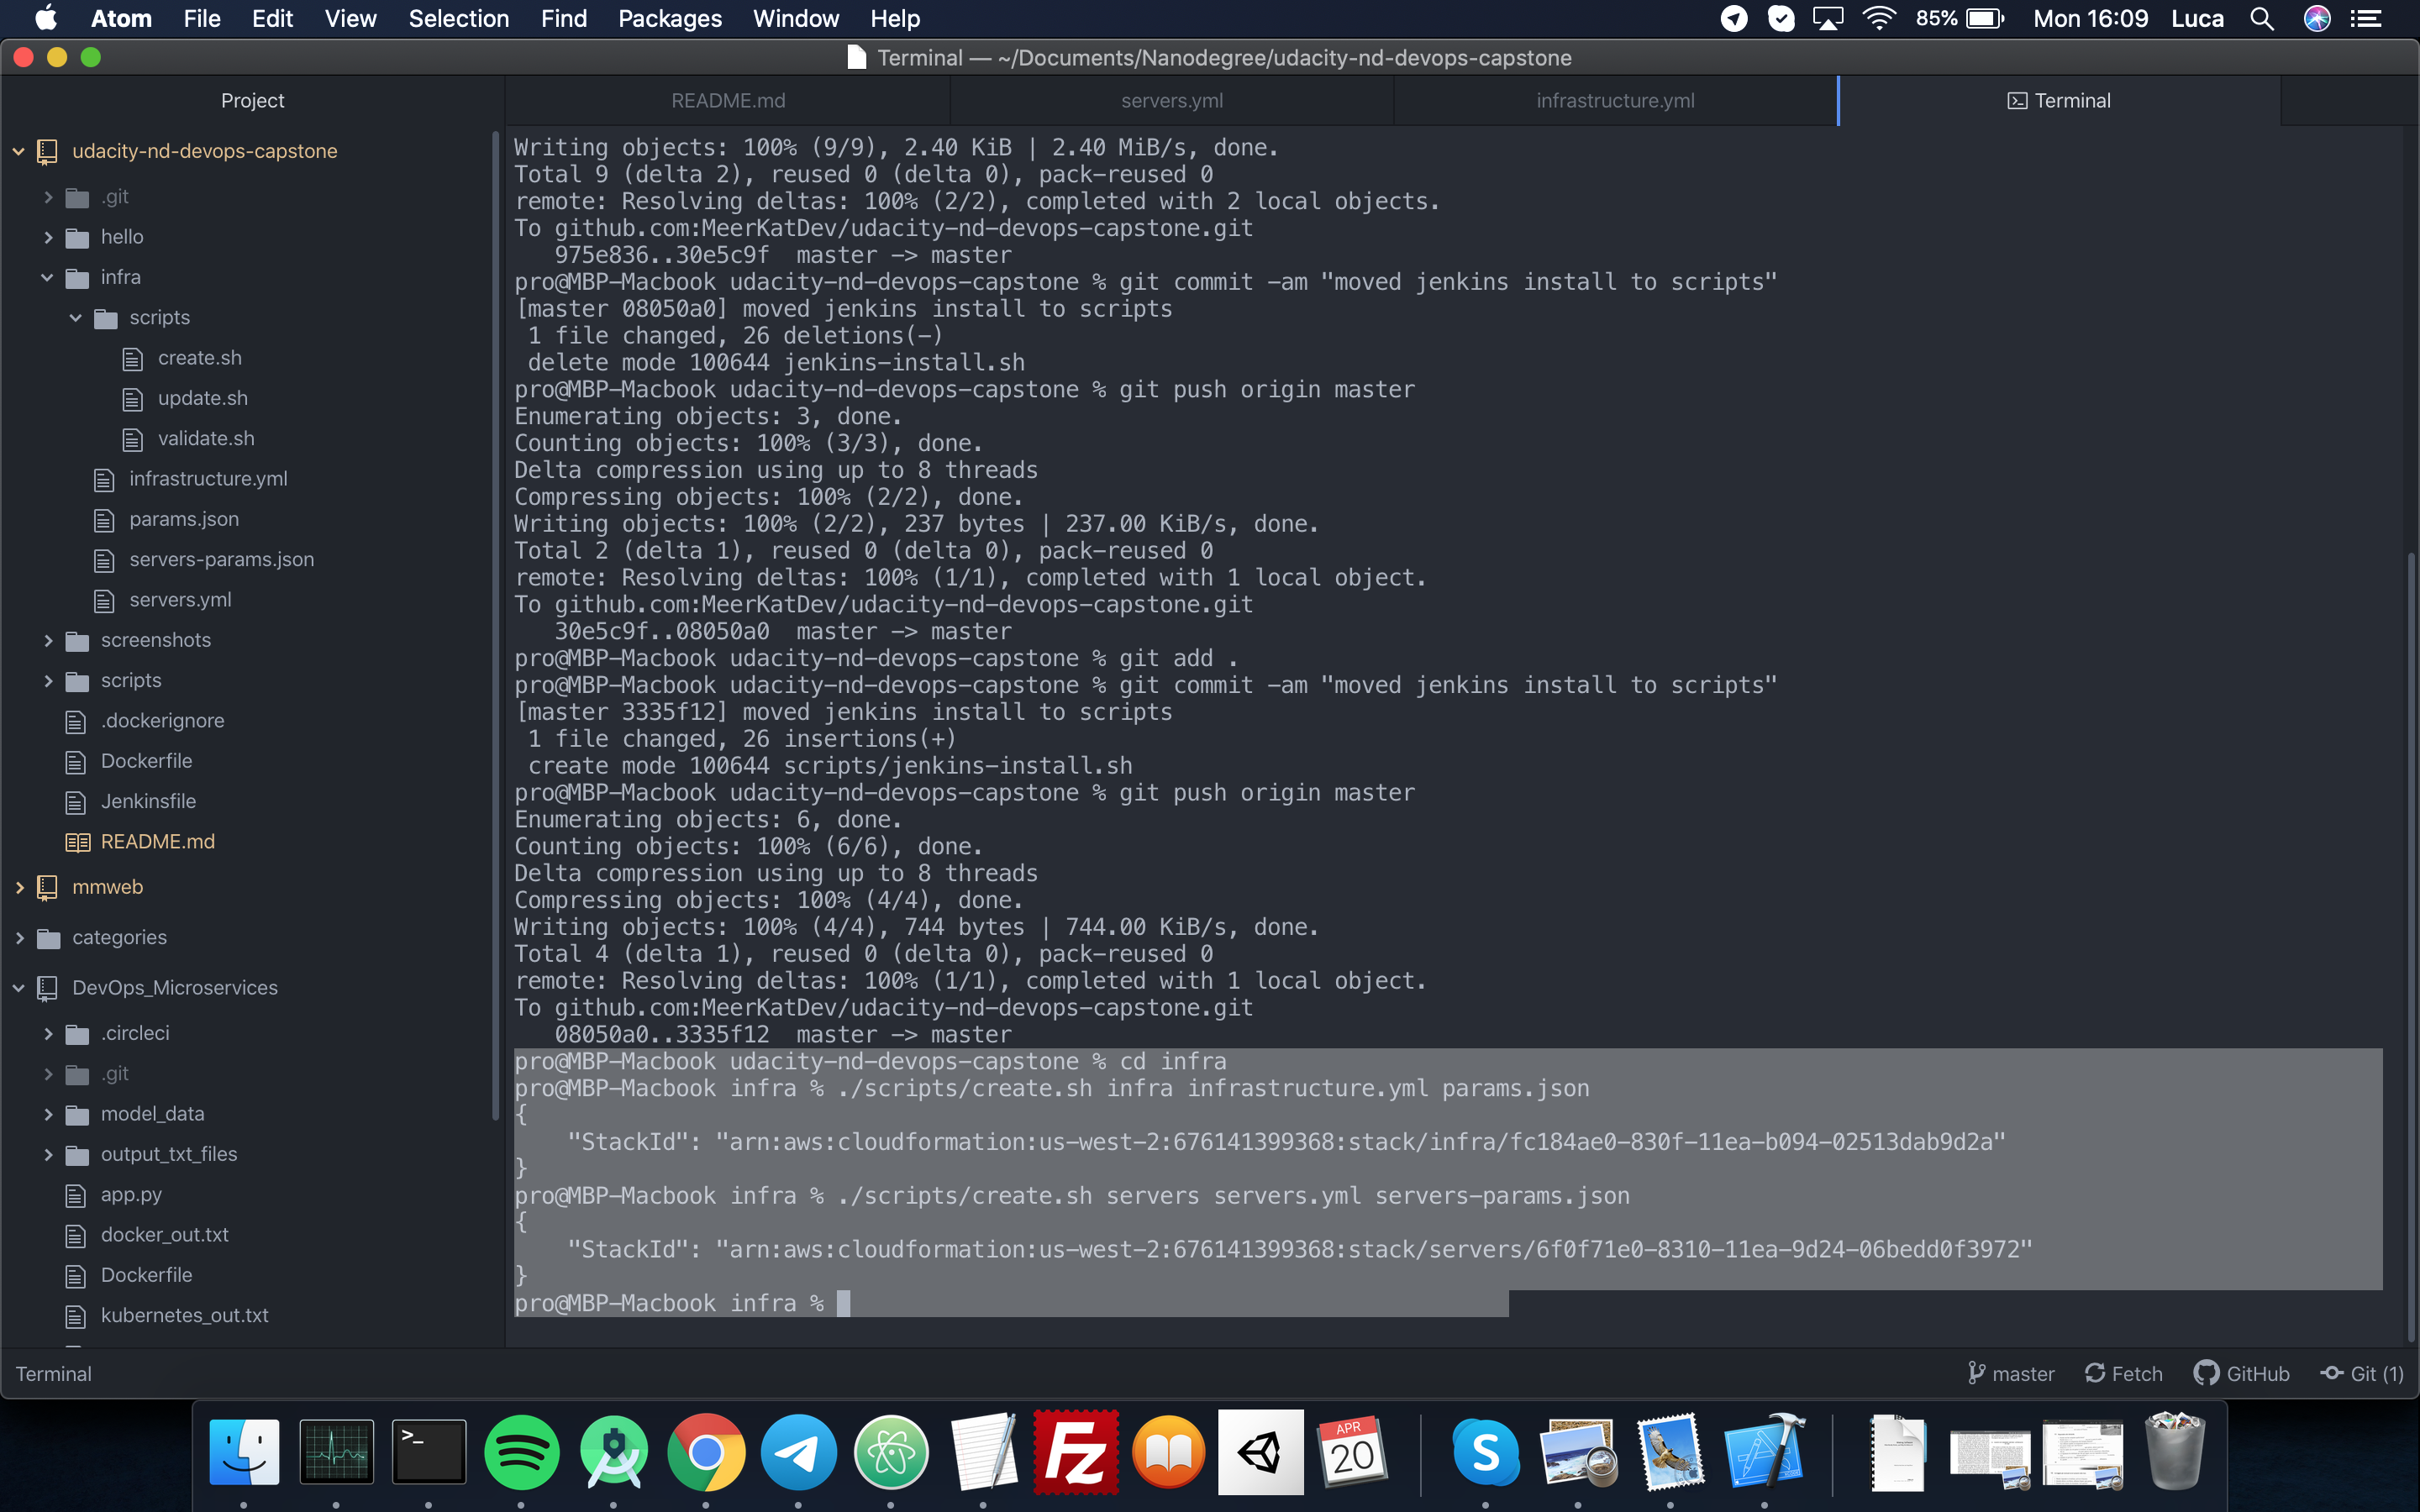 Atom File Edit View Selection Find Packages Window Help 85% Mon 16:09 Luca
Terminal — ~/Documents/Nanodegree/udacity-nd-devops-capstone
Project
README.md
servers.yml
infrastructure.yml
Terminal
udacity-nd-devops-capstone
.git
hello
infra
scripts
create.sh
update.sh
validate.sh
infrastructure.yml
params.json
servers-params.json
servers.yml
screenshots
scripts
.dockerignore
Dockerfile
Jenkinsfile
README.md
mmweb
categories
DevOps_Microservices
.circleci
.git
model_data
output_txt_files
app.py
docker_out.txt
Dockerfile
kubernetes_out.txt
Writing objects: 100% (9/9), 2.40 KiB | 2.40 MiB/s, done.
Total 9 (delta 2), reused 0 (delta 0), pack-reused 0
remote: Resolving deltas: 100% (2/2), completed with 2 local objects.
To github.com:MeerKatDev/udacity-nd-devops-capstone.git
   975e836..30e5c9f  master -> master
pro@MBP-Macbook udacity-nd-devops-capstone % git commit -am "moved jenkins install to scripts"
[master 08050a0] moved jenkins install to scripts
 1 file changed, 26 deletions(-)
 delete mode 100644 jenkins-install.sh
pro@MBP-Macbook udacity-nd-devops-capstone % git push origin master
Enumerating objects: 3, done.
Counting objects: 100% (3/3), done.
Delta compression using up to 8 threads
Compressing objects: 100% (2/2), done.
Writing objects: 100% (2/2), 237 bytes | 237.00 KiB/s, done.
Total 2 (delta 1), reused 0 (delta 0), pack-reused 0
remote: Resolving deltas: 100% (1/1), completed with 1 local object.
To github.com:MeerKatDev/udacity-nd-devops-capstone.git
   30e5c9f..08050a0  master -> master
pro@MBP-Macbook udacity-nd-devops-capstone % git add .
pro@MBP-Macbook udacity-nd-devops-capstone % git commit -am "moved jenkins install to scripts"
[master 3335f12] moved jenkins install to scripts
 1 file changed, 26 insertions(+)
 create mode 100644 scripts/jenkins-install.sh
pro@MBP-Macbook udacity-nd-devops-capstone % git push origin master
Enumerating objects: 6, done.
Counting objects: 100% (6/6), done.
Delta compression using up to 8 threads
Compressing objects: 100% (4/4), done.
Writing objects: 100% (4/4), 744 bytes | 744.00 KiB/s, done.
Total 4 (delta 1), reused 0 (delta 0), pack-reused 0
remote: Resolving deltas: 100% (1/1), completed with 1 local object.
To github.com:MeerKatDev/udacity-nd-devops-capstone.git
   08050a0..3335f12  master -> master
pro@MBP-Macbook udacity-nd-devops-capstone % cd infra
pro@MBP-Macbook infra % ./scripts/create.sh infra infrastructure.yml params.json
{
    "StackId": "arn:aws:cloudformation:us-west-2:676141399368:stack/infra/fc184ae0-830f-11ea-b094-02513dab9d2a"
}
pro@MBP-Macbook infra % ./scripts/create.sh servers servers.yml servers-params.json
{
    "StackId": "arn:aws:cloudformation:us-west-2:676141399368:stack/servers/6f0f71e0-8310-11ea-9d24-06bedd0f3972"
}
pro@MBP-Macbook infra %
Terminal
master
Fetch
GitHub
Git (1)
>_
Fz
APR
20
S